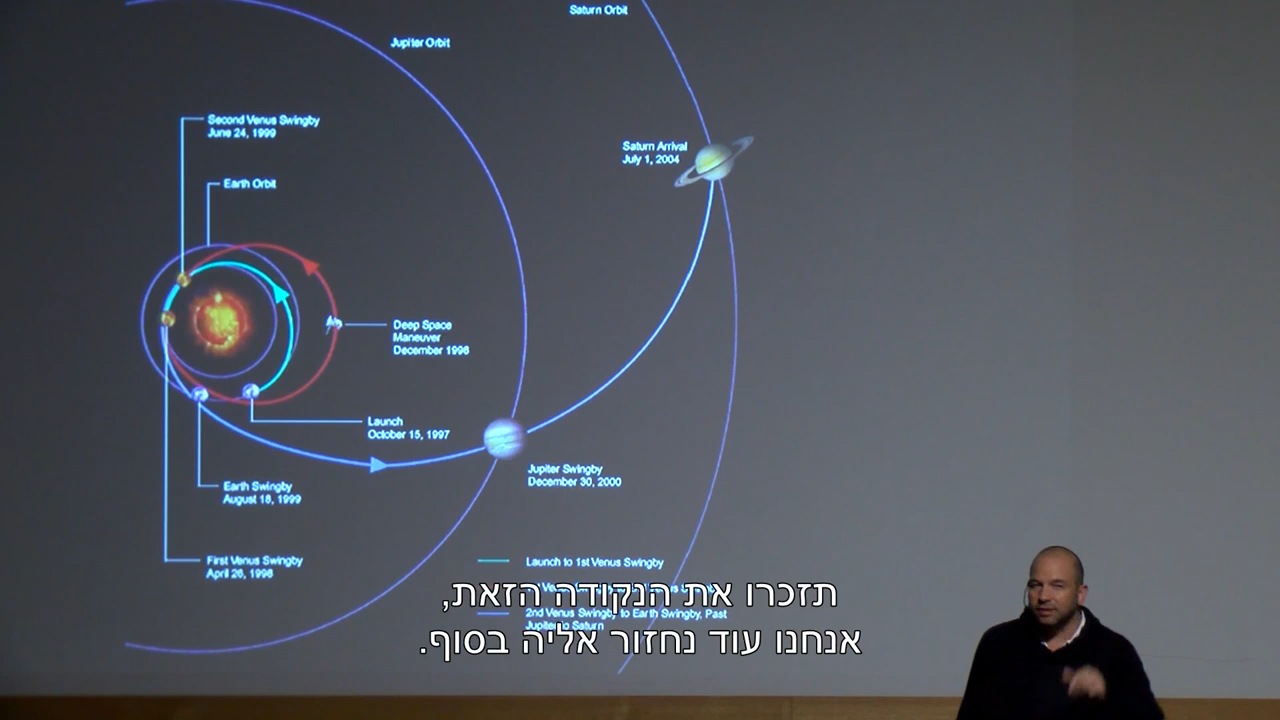 Saturn Orbit
Jupiter Orbit
Second Venus Swingby
June 24, 1999
Saturn Arrival
July 1, 2004
Earth Orbit
Deep Space
Maneuver
December 1998
Launch
October 15, 1997
Jupiter Swingby
December 30, 2000
Earth Swingby
August 18, 1999
First Venus Swingby
April 26, 1998
Launch to 1st Venus Swingby
2nd Venus Swingby to Earth Swingby, Past
Jupiter to Saturn
תזכרו את הנקודה הזאת,
אנחנו עוד נחזור אליה בסוף.